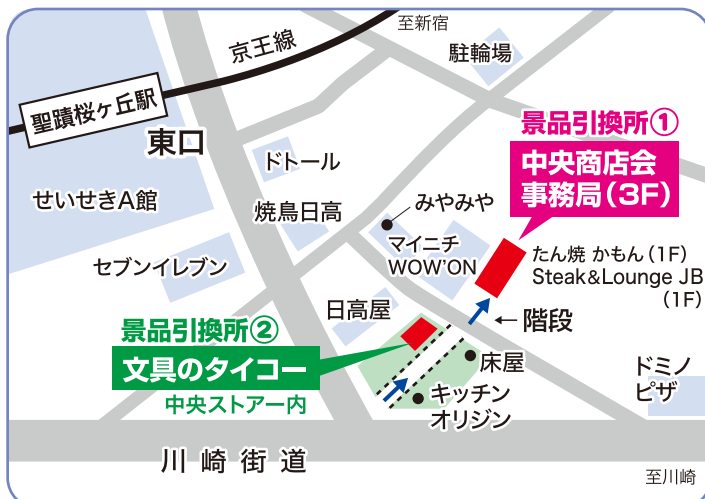 至新宿
京王線
駐輪場
聖蹟桜ヶ丘駅
東口
景品引換所①
中央商店会
事務局(3F)
ドトール
せいせきA館
焼鳥日高
みやみや
マイニチ
WOW'ON
たん焼 かもん(1F)
Steak&Lounge JB
(1F)
セブンイレブン
日高屋
←階段
景品引換所②
文具のタイコー
中央ストアー内
床屋
キッチン
オリジン
ドミノ
ピザ
川崎街道
至川崎